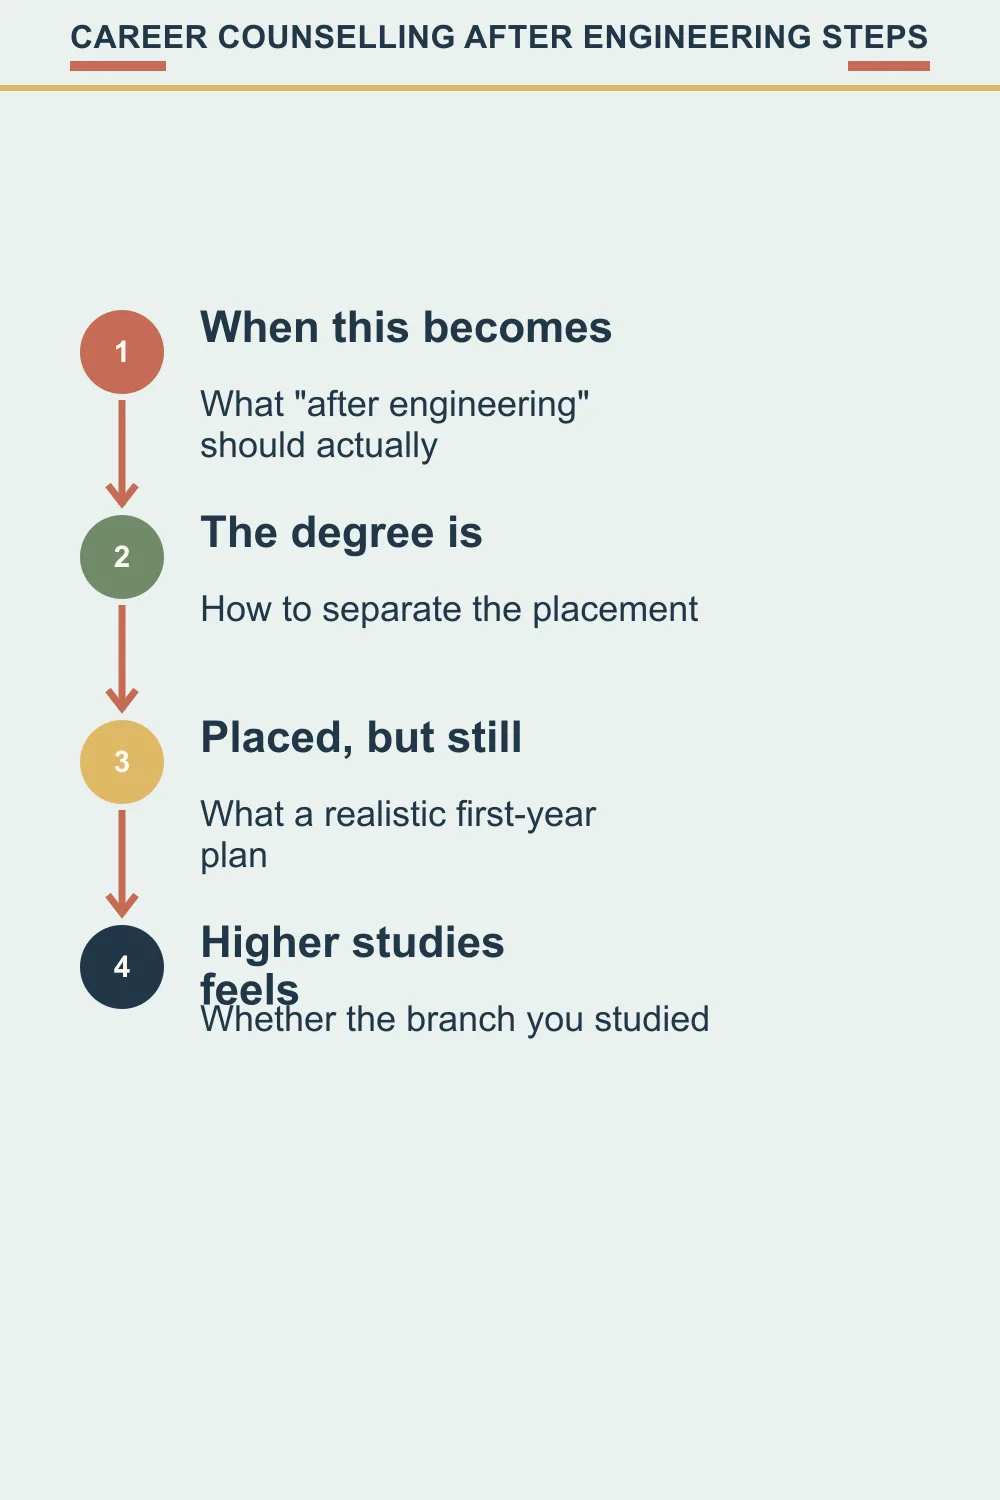 CAREER COUNSELLING AFTER ENGINEERING STEPS
1
When this becomes
What "after engineering"
should actually
2
The degree is
How to separate the placement
3
Placed, but still
What a realistic first-year
plan
4
Higher studies
feels
Whether the branch you studied